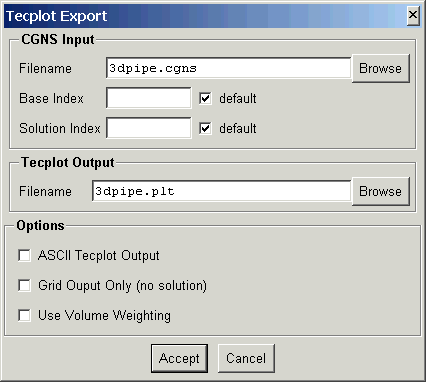 Tecplot Export
CGNS Input
Filename 3dpipe.cgns Browse
Base Index default
Solution Index default
Tecplot Output
Filename 3dpipe.plt Browse
Options
ASCII Tecplot Output
Grid Ouput Only (no solution)
Use Volume Weighting
Accept Cancel